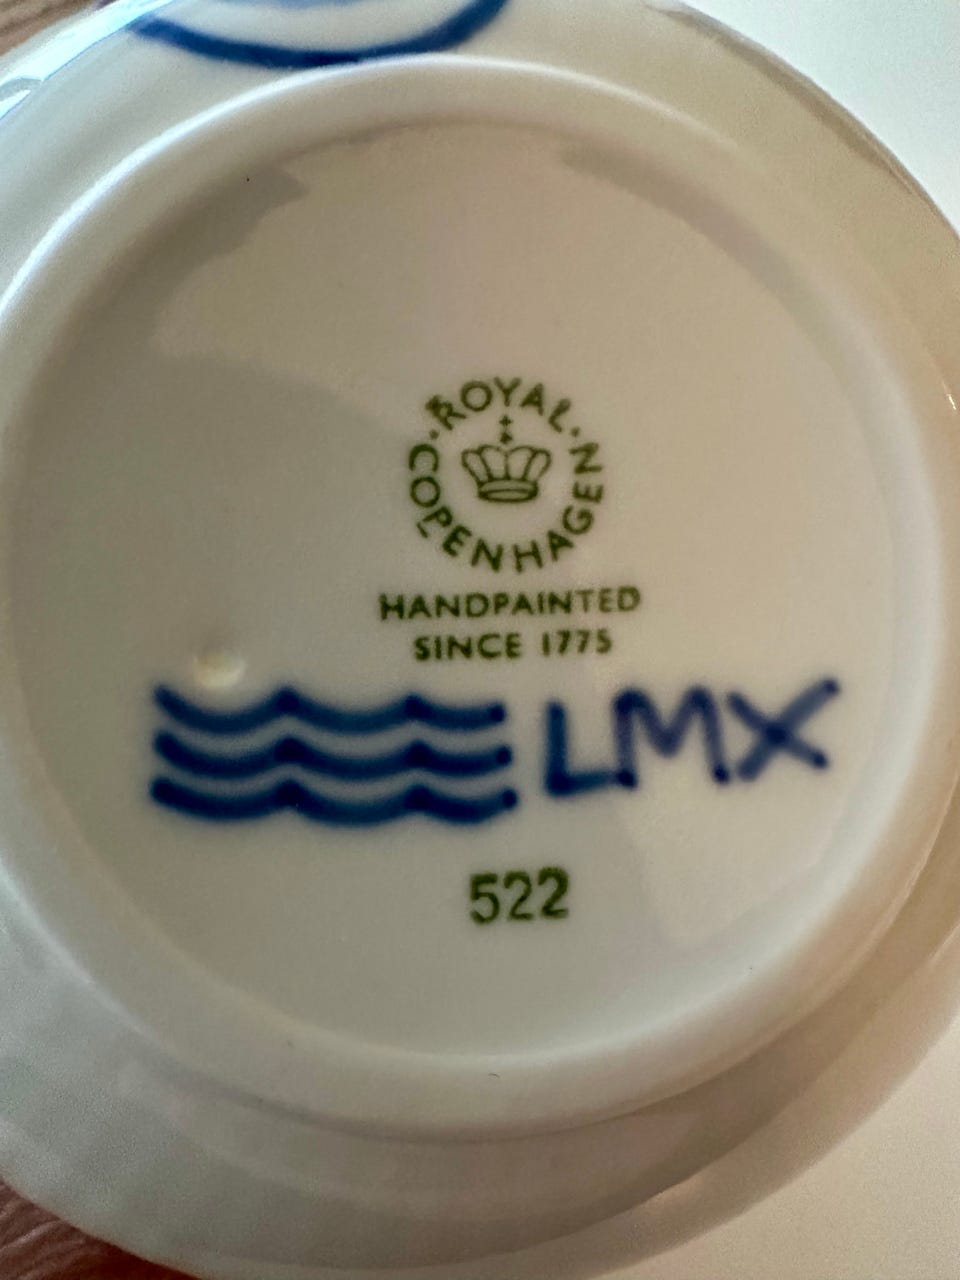 ROYAL · COPENHAGEN ·
HANDPAINTED
SINCE 1775
LMX
522